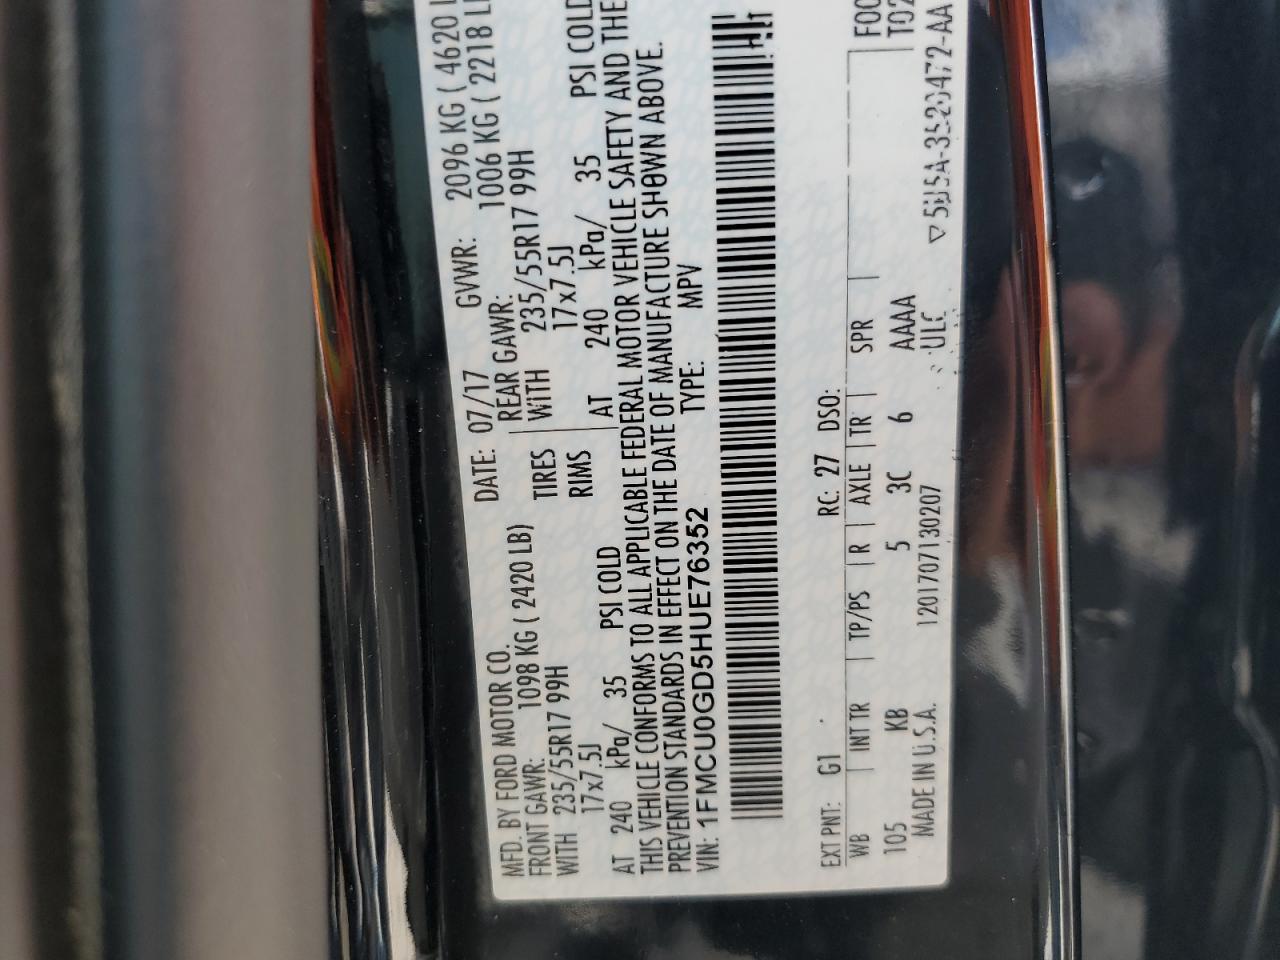 MFD. BY FORD MOTOR CO. DATE: 07/17 GVWR: 2096 KG ( 4620 L
FRONT GAWR: 1098 KG ( 2420 LB) REAR GAWR: 1006 KG ( 2218 L
WITH 235/55R17 99H TIRES WITH 235/55R17 99H
17x7.5J RIMS 17x7.5J
AT 240 kPa/ 35 PSI COLD AT 240 kPa/ 35 PSI COLD
THIS VEHICLE CONFORMS TO ALL APPLICABLE FEDERAL MOTOR VEHICLE SAFETY AND THE
PREVENTION STANDARDS IN EFFECT ON THE DATE OF MANUFACTURE SHOWN ABOVE.
VIN: 1FMCU0GD5HUE76352 TYPE: MPV
EXT PNT: G1 RC: 27 DSO: F00
WB INT TR TP/PS R AXLE TR SPR T02
105 KB 5 3C 6 AAAA
MADE IN U.S.A. 120170713020​7 ULC